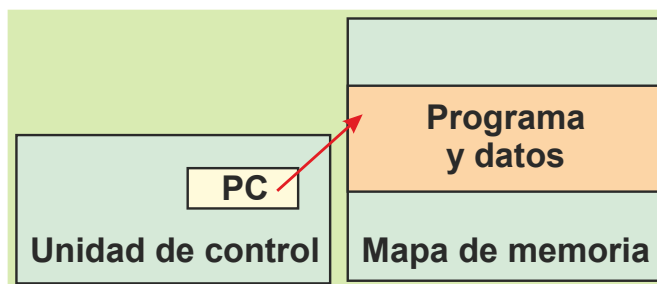 Programa
y datos
PC
Unidad de control
Mapa de memoria